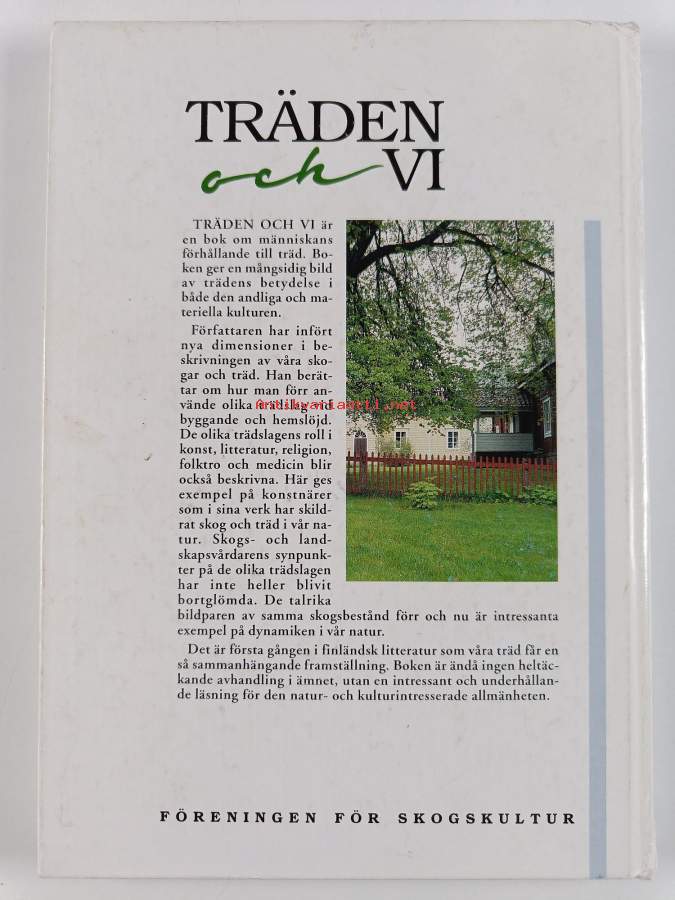 TRÄDEN
och VI
TRÄDEN OCH VI är
en bok om människans
förhållande till träd. Bo-
ken ger en mångsidig bild
av trädens betydelse i
både den andliga och ma-
teriella kulturen.
Författaren har infört
nya dimensioner i be-
skrivningen av våra sko-
gar och träd. Han berät-
tar om hur man förr an-
vände olika trädslag vid
antikvariaatti.net
byggande och hemslöjd.
De olika trädslagens roll i
konst, litteratur, religion,
folktro och medicin blir
också beskrivna. Här ges
exempel på konstnärer
som i sina verk har skild-
rat skog och träd i vår na-
tur. Skogs- och land-
skapsvårdarens synpunk-
ter på de olika trädslagen
har inte heller blivit
bortglömda. De talrika
bildparen av samma skogsbestånd förr och nu är intressanta
exempel på dynamiken i vår natur.
Det är första gången i finländsk litteratur som våra träd får en
så sammanhängande framställning. Boken är ändå ingen heltäc-
kande avhandling i ämnet, utan en intressant och underhållan-
de läsning för den natur- och kulturintresserade allmänheten.
FÖRENINGEN FÖR SKOGSKULTUR